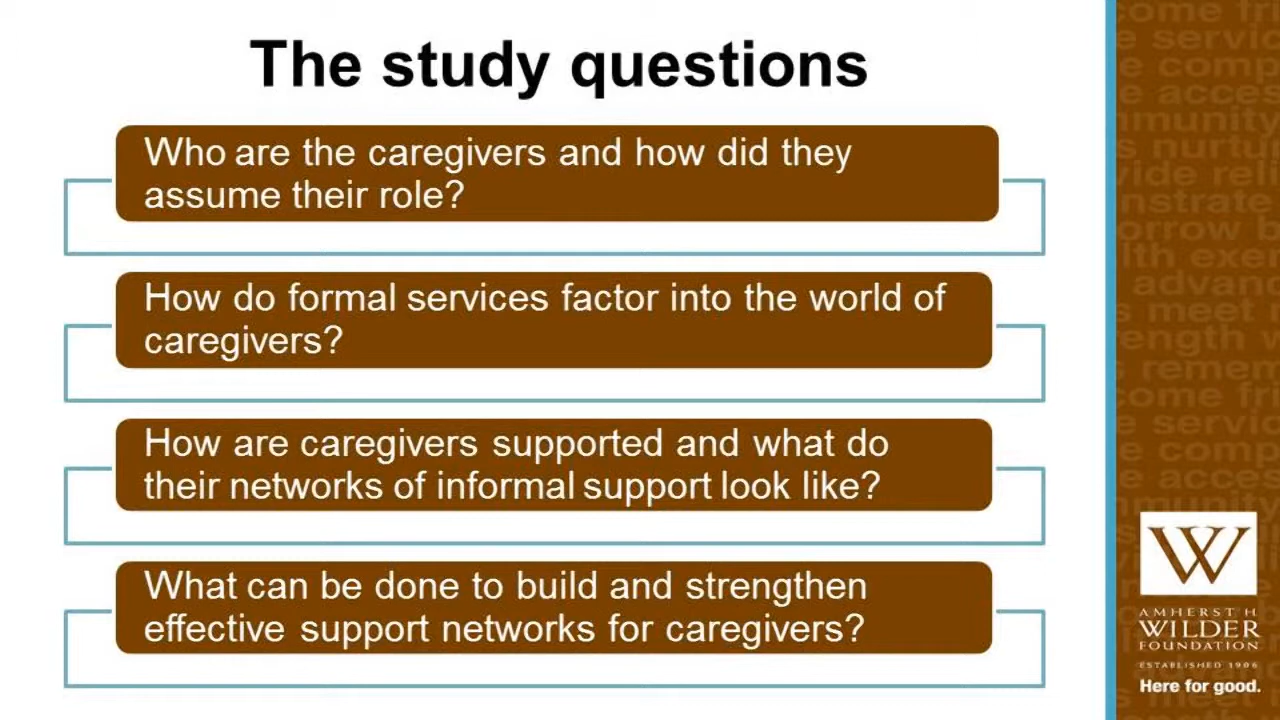 The study questions
Who are the caregivers and how did they
assume their role?
How do formal services factor into the world of
caregivers?
How are caregivers supported and what do
their networks of informal support look like?
What can be done to build and strengthen
effective support networks for caregivers?
W
AMHERST H.
WILDER
FOUNDATION
ESTABLISHED 1906
Here for good.